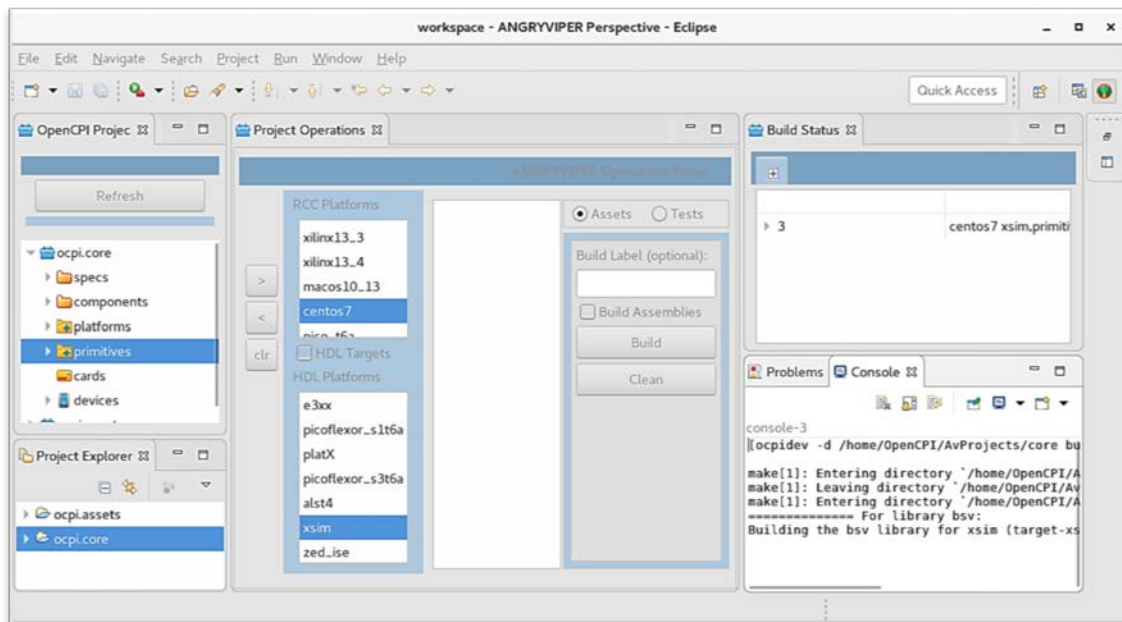 workspace - ANGRYVIPER Perspective - Eclipse
File Edit Navigate Search Project Run Window Help
Quick Access
OpenCPI Projec
Refresh
ocpi.core
specs
components
platforms
primitives
cards
devices
Project Explorer
ocpi.assets
ocpi.core
Project Operations
RCC Platforms
xilinx13_3
xilinx13_4
macos10_13
centos7
>
<
clr
HDL Targets
HDL Platforms
e3xx
picoflexor_s1t6a
platX
picoflexor_s3t6a
alst4
xsim
zed_ise
Assets Tests
Build Label (optional):
Build Assemblies
Build
Clean
Build Status
3 centos7 xsim,primiti
Problems Console
console-3
[ocpidev -d /home/OpenCPI/AvProjects/core bu
make[1]: Entering directory `/home/OpenCPI/A
make[1]: Leaving directory `/home/OpenCPI/Av
make[1]: Entering directory `/home/OpenCPI/A
============== For library bsv:
Building the bsv library for xsim (target-xs